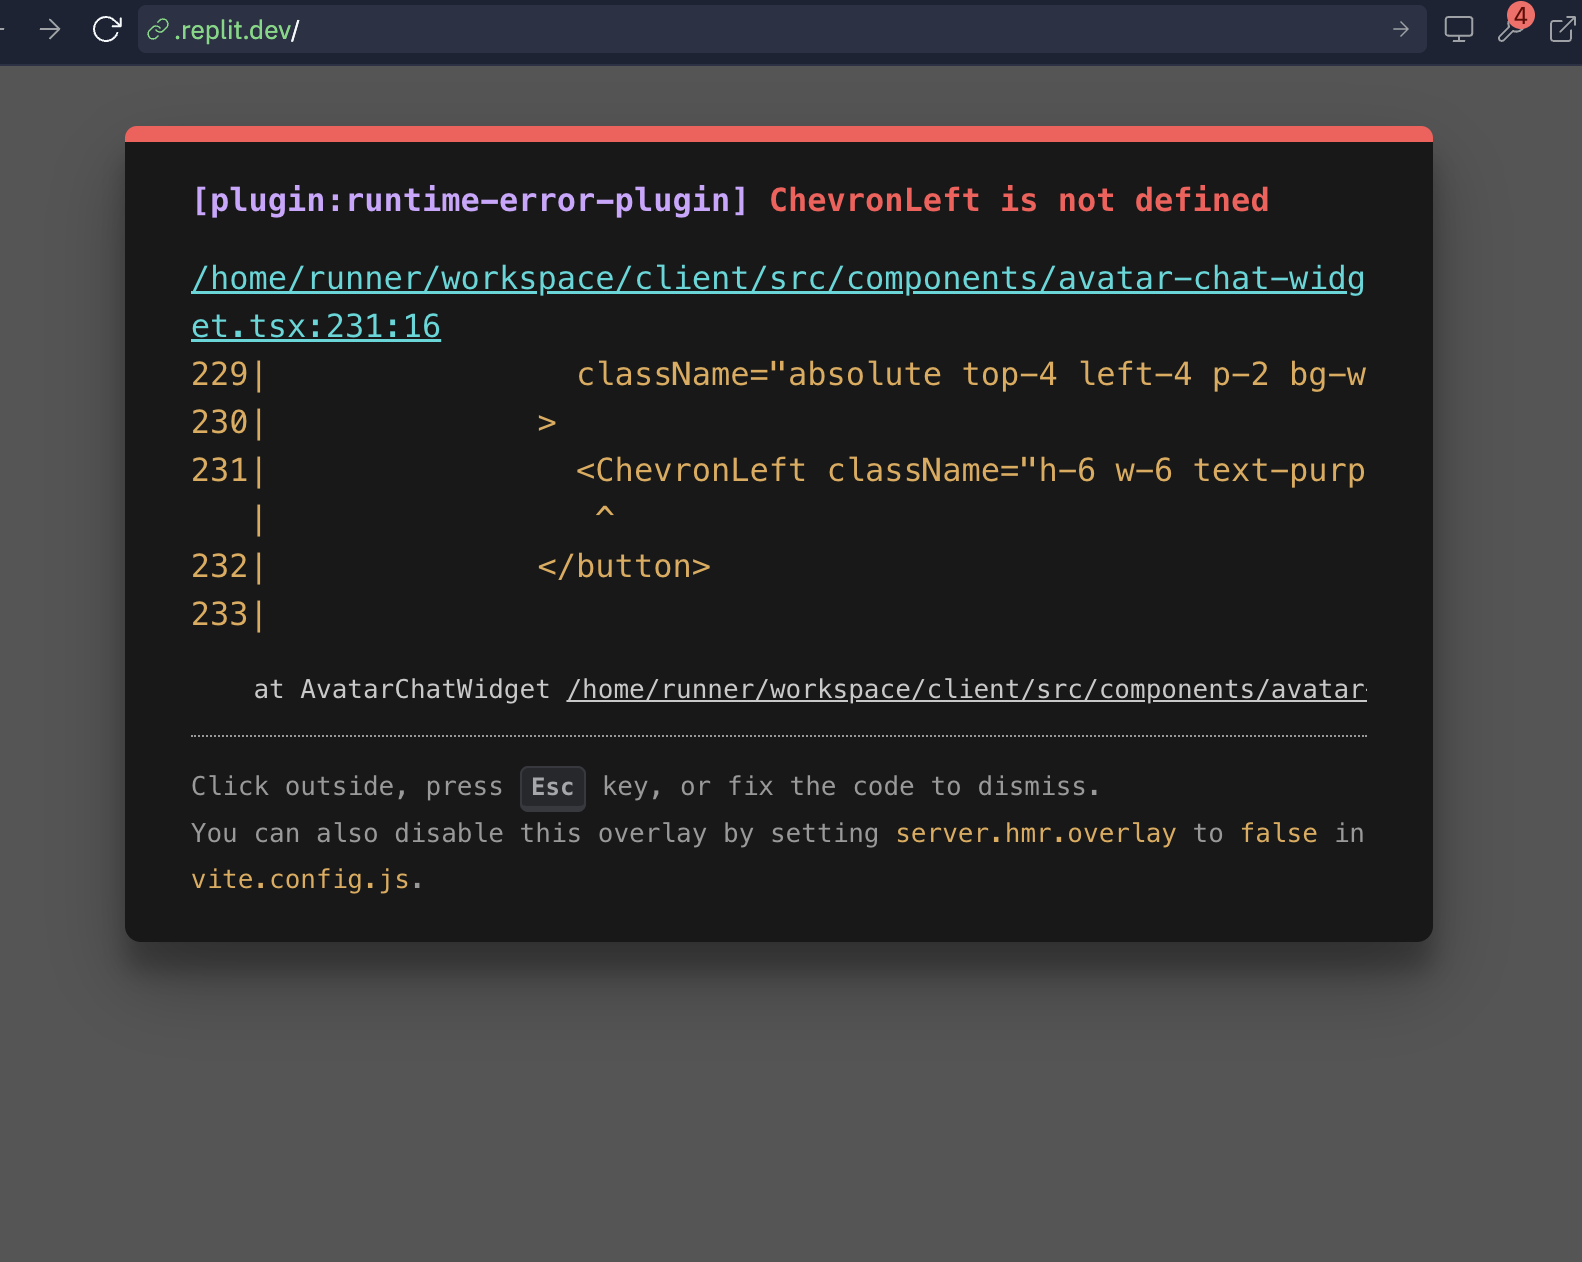 .replit.dev/
4
[plugin:runtime-error-plugin] ChevronLeft is not defined
/home/runner/workspace/client/src/components/avatar-chat-widg
et.tsx:231:16
229|                className="absolute top-4 left-4 p-2 bg-w
230|              >
231|                <ChevronLeft className="h-6 w-6 text-purp
   |                 ^
232|              </button>
233|
at AvatarChatWidget /home/runner/workspace/client/src/components/avatar-
Click outside, press Esc key, or fix the code to dismiss.
You can also disable this overlay by setting server.hmr.overlay to false in
vite.config.js.